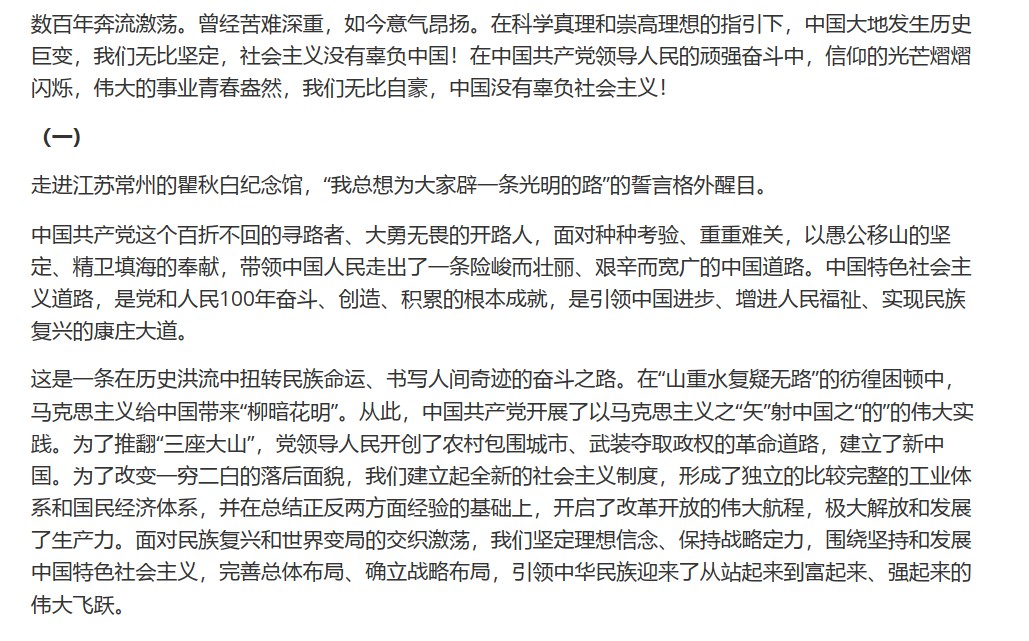 数百年奔流激荡。曾经苦难深重，如今意气昂扬。在科学真理和崇高理想的指引下，中国大地发生历史
巨变，我们无比坚定，社会主义没有辜负中国！在中国共产党领导人民的顽强奋斗中，信仰的光芒熠熠
闪烁，伟大的事业青春盎然，我们无比自豪，中国没有辜负社会主义！
（一）
走进江苏常州的瞿秋白纪念馆，“我总想为大家辟一条光明的路”的誓言格外醒目。
中国共产党这个百折不回的寻路者、大勇无畏的开路人，面对种种考验、重重难关，以愚公移山的坚
定、精卫填海的奉献，带领中国人民走出了一条险峻而壮丽、艰辛而宽广的中国道路。中国特色社会主
义道路，是党和人民100年奋斗、创造、积累的根本成就，是引领中国进步、增进人民福祉、实现民族
复兴的康庄大道。
这是一条在历史洪流中扭转民族命运、书写人间奇迹的奋斗之路。在“山重水复疑无路”的彷徨困顿中，
马克思主义给中国带来“柳暗花明”。从此，中国共产党开展了以马克思主义之“矢”射中国之“的”的伟大实
践。为了推翻“三座大山”，党领导人民开创了农村包围城市、武装夺取政权的革命道路，建立了新中
国。为了改变一穷二白的落后面貌，我们建立起全新的社会主义制度，形成了独立的比较完整的工业体
系和国民经济体系，并在总结正反两方面经验的基础上，开启了改革开放的伟大航程，极大解放和发展
了生产力。面对民族复兴和世界变局的交织激荡，我们坚定理想信念、保持战略定力，围绕坚持和发展
中国特色社会主义，完善总体布局、确立战略布局，引领中华民族迎来了从站起来到富起来、强起来的
伟大飞跃。